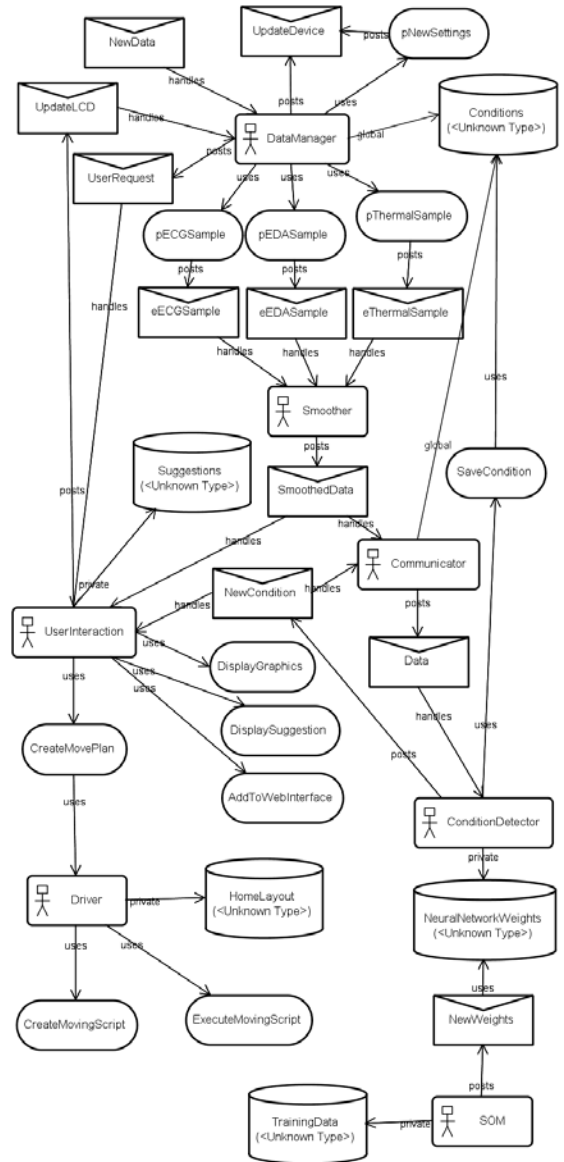 NewData
UpdateDevice
pNewSettings
posts
handles
UpdateLCD
posts
uses
handles
DataManager
global
Conditions
(<Unknown Type>)
posts
UserRequest
uses
uses
uses
pECGSample
pEDASample
pThermalSample
posts
posts
posts
eECGSample
eEDASample
eThermalSample
handles
handles
handles
handles
uses
Smoother
posts
global
Suggestions
(<Unknown Type>)
SaveCondition
SmoothedData
posts
handles
handles
Communicator
private
NewCondition
handles
handles
posts
UserInteraction
uses
Data
uses
DisplayGraphics
uses
uses
handles
uses
DisplaySuggestion
CreateMovePlan
posts
AddToWebInterface
uses
ConditionDetector
private
Driver
private
HomeLayout
(<Unknown Type>)
NeuralNetworkWeights
(<Unknown Type>)
uses
uses
uses
CreateMovingScript
ExecuteMovingScript
NewWeights
posts
TrainingData
(<Unknown Type>)
private
SOM